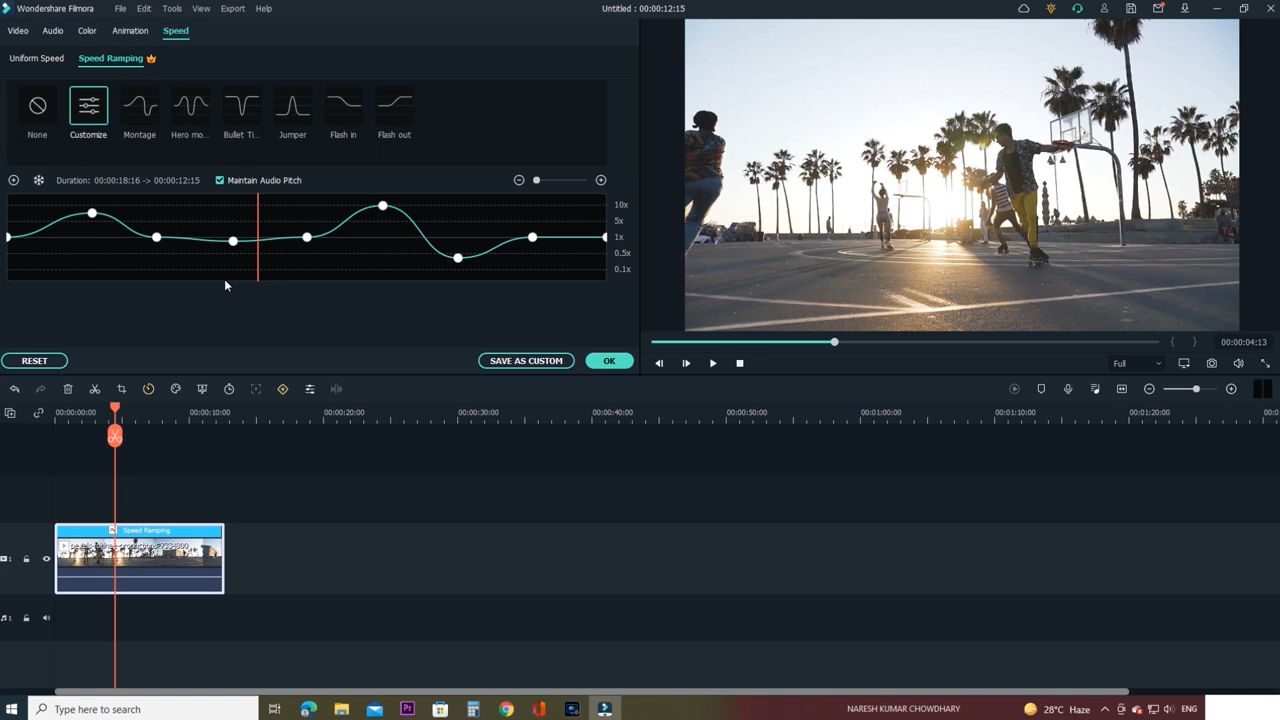 Wondershare Filmora File Edit Tools View Export Help Untitled : 00:00:12:15
Video Audio Color Animation Speed
Uniform Speed Speed Ramping
None Customize Montage Hero mo... Bullet Ti... Jumper Flash in Flash out
Duration: 00:00:18:16 -> 00:00:12:15 Maintain Audio Pitch
10x
5x
1x
0.5x
0.1x
00:00:04:13
RESET SAVE AS CUSTOM OK
Full
00:00:00:00 00:00:10:00 00:00:20:00 00:00:30:00 00:00:40:00 00:00:50:00 00:01:00:00 00:01:10:00 00:01:20:00 00:0
Speed Ramping
1
1
Type here to search Pr NARESH KUMAR CHOWDHARY 28°C Haze ENG